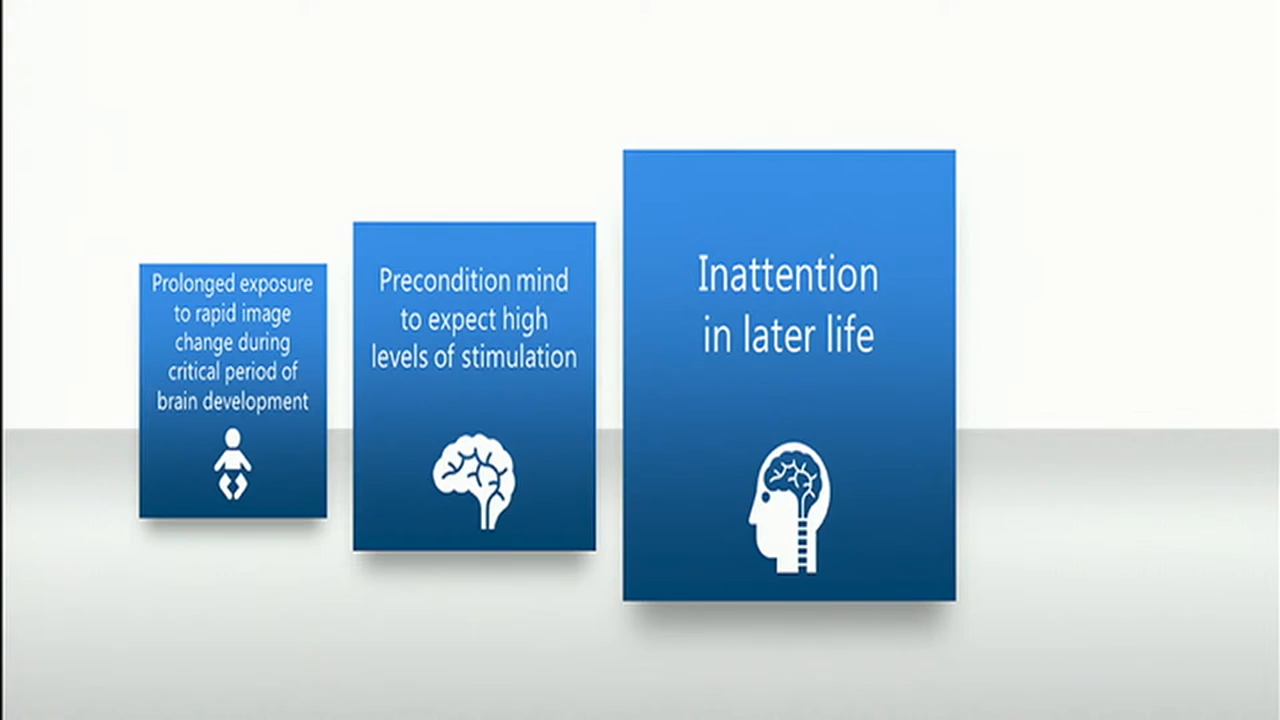 Prolonged exposure
to rapid image
change during
critical period of
brain development
Precondition mind
to expect high
levels of stimulation
Inattention
in later life